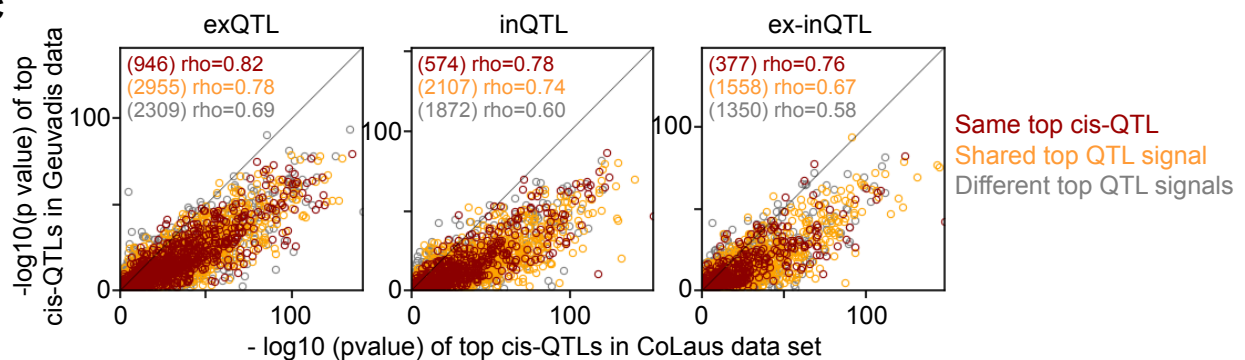 exQTL
inQTL
ex-inQTL
-log10(p value) of top
cis-QTLs in Geuvadis data
(946) rho=0.82
(2955) rho=0.78
(2309) rho=0.69
(574) rho=0.78
(2107) rho=0.74
(1872) rho=0.60
(377) rho=0.76
(1558) rho=0.67
(1350) rho=0.58
100
0
100
0
100
0
0
100
0
100
0
100
Same top cis-QTL
Shared top QTL signal
Different top QTL signals
- log10 (pvalue) of top cis-QTLs in CoLaus data set